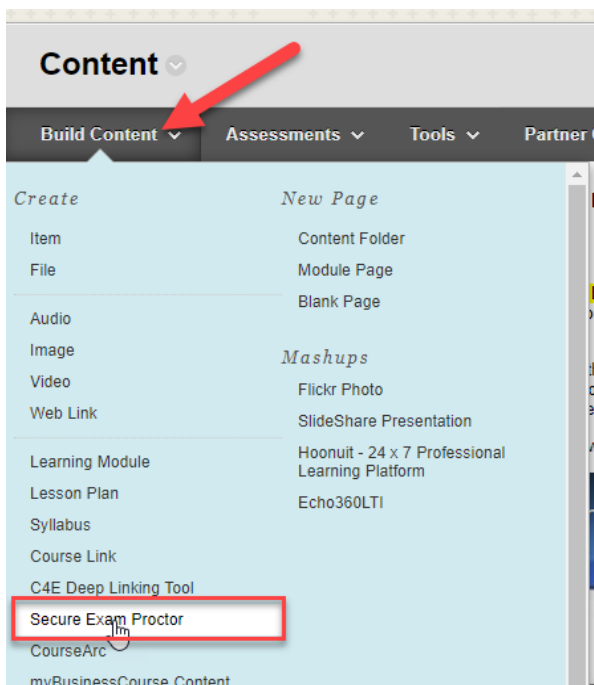 Content
Build Content
Assessments
Tools
Partner
Create
Item
File
Audio
Image
Video
Web Link
Learning Module
Lesson Plan
Syllabus
Course Link
C4E Deep Linking Tool
Secure Exam Proctor
CourseArc
myBusinessCourse Content
New Page
Content Folder
Module Page
Blank Page
Mashups
Flickr Photo
SlideShare Presentation
Hoonuit - 24 x 7 Professional
Learning Platform
Echo360LTI